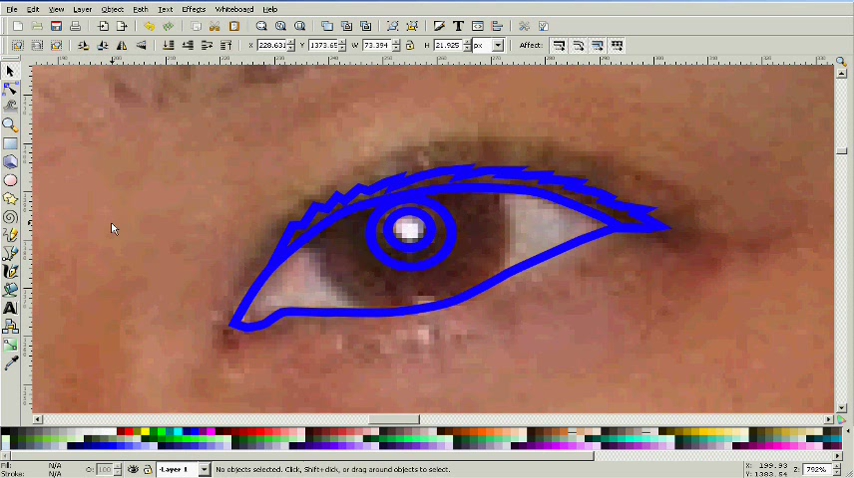 File Edit View Layer Object Path Text Effects Whiteboard Help
X 228.631 Y 1373.65 W 73.394 H 21.925 px Affect:
Fill: N/A O: 100 Layer 1 No objects selected. Click, Shift+click, or drag around objects to select. X: 199.93 Z: 792%
Stroke: N/A Y: 1383.54